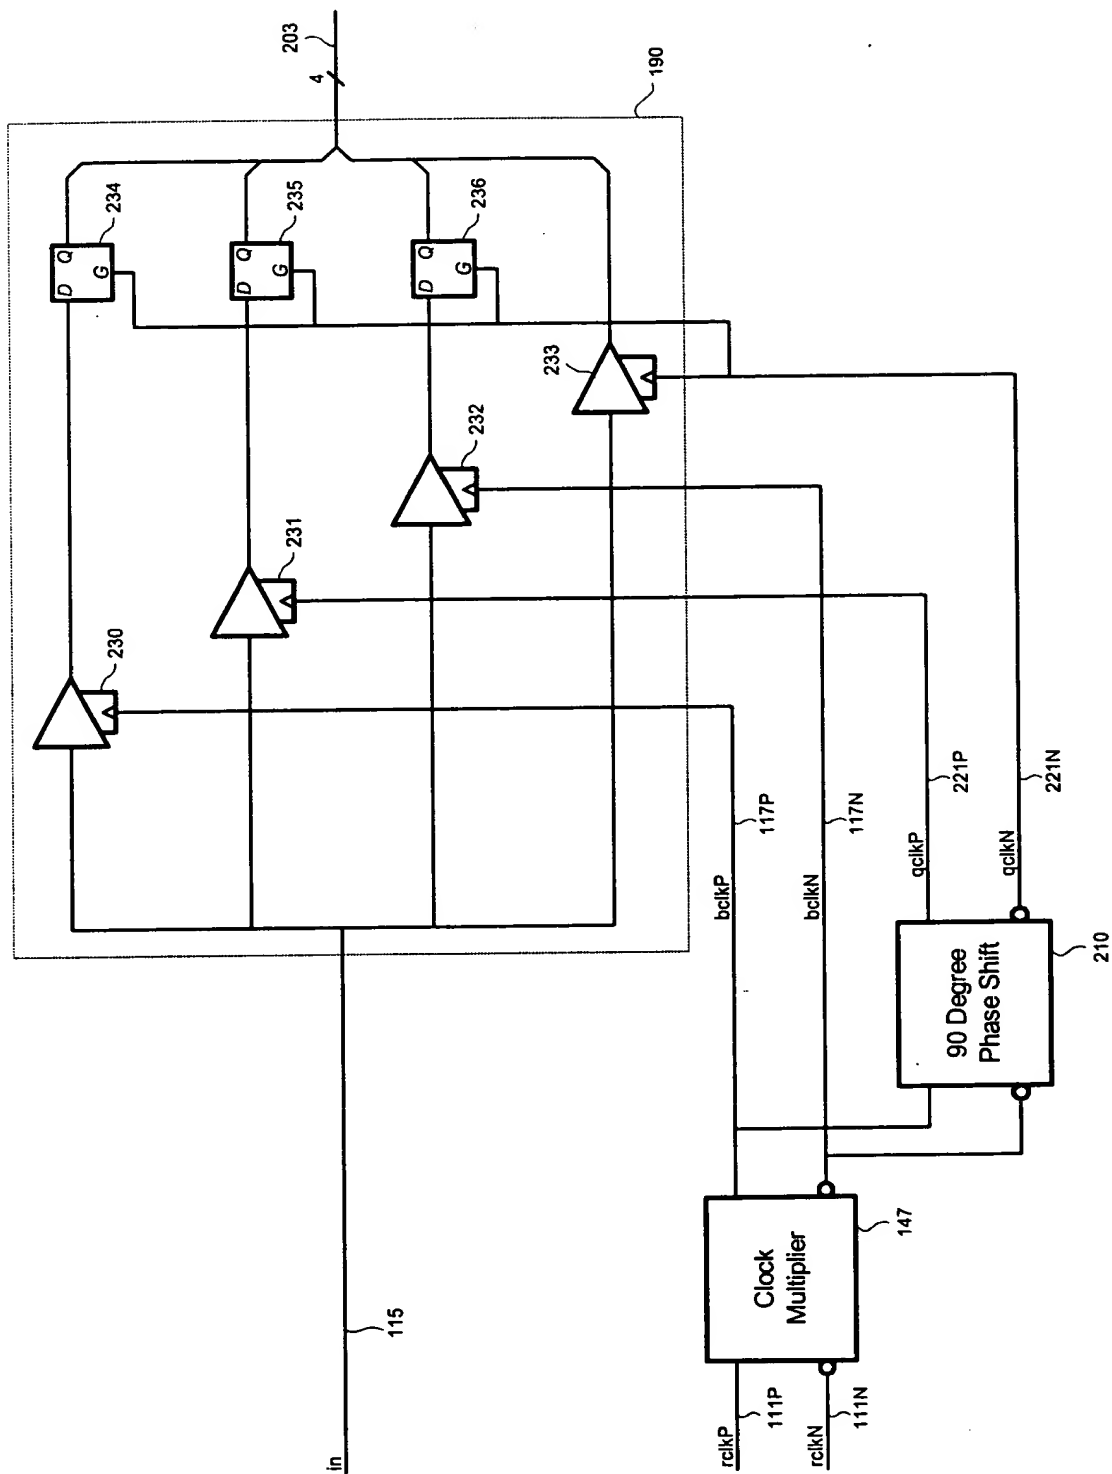 in
115
rclkP
111P
rclkN
111N
Clock
Multiplier
147
bclkP
117P
bclkN
117N
90 Degree
Phase Shift
210
qclkP
221P
qclkN
221N
230
231
232
233
D
Q
G
234
D
Q
G
235
D
Q
G
236
190
4
203